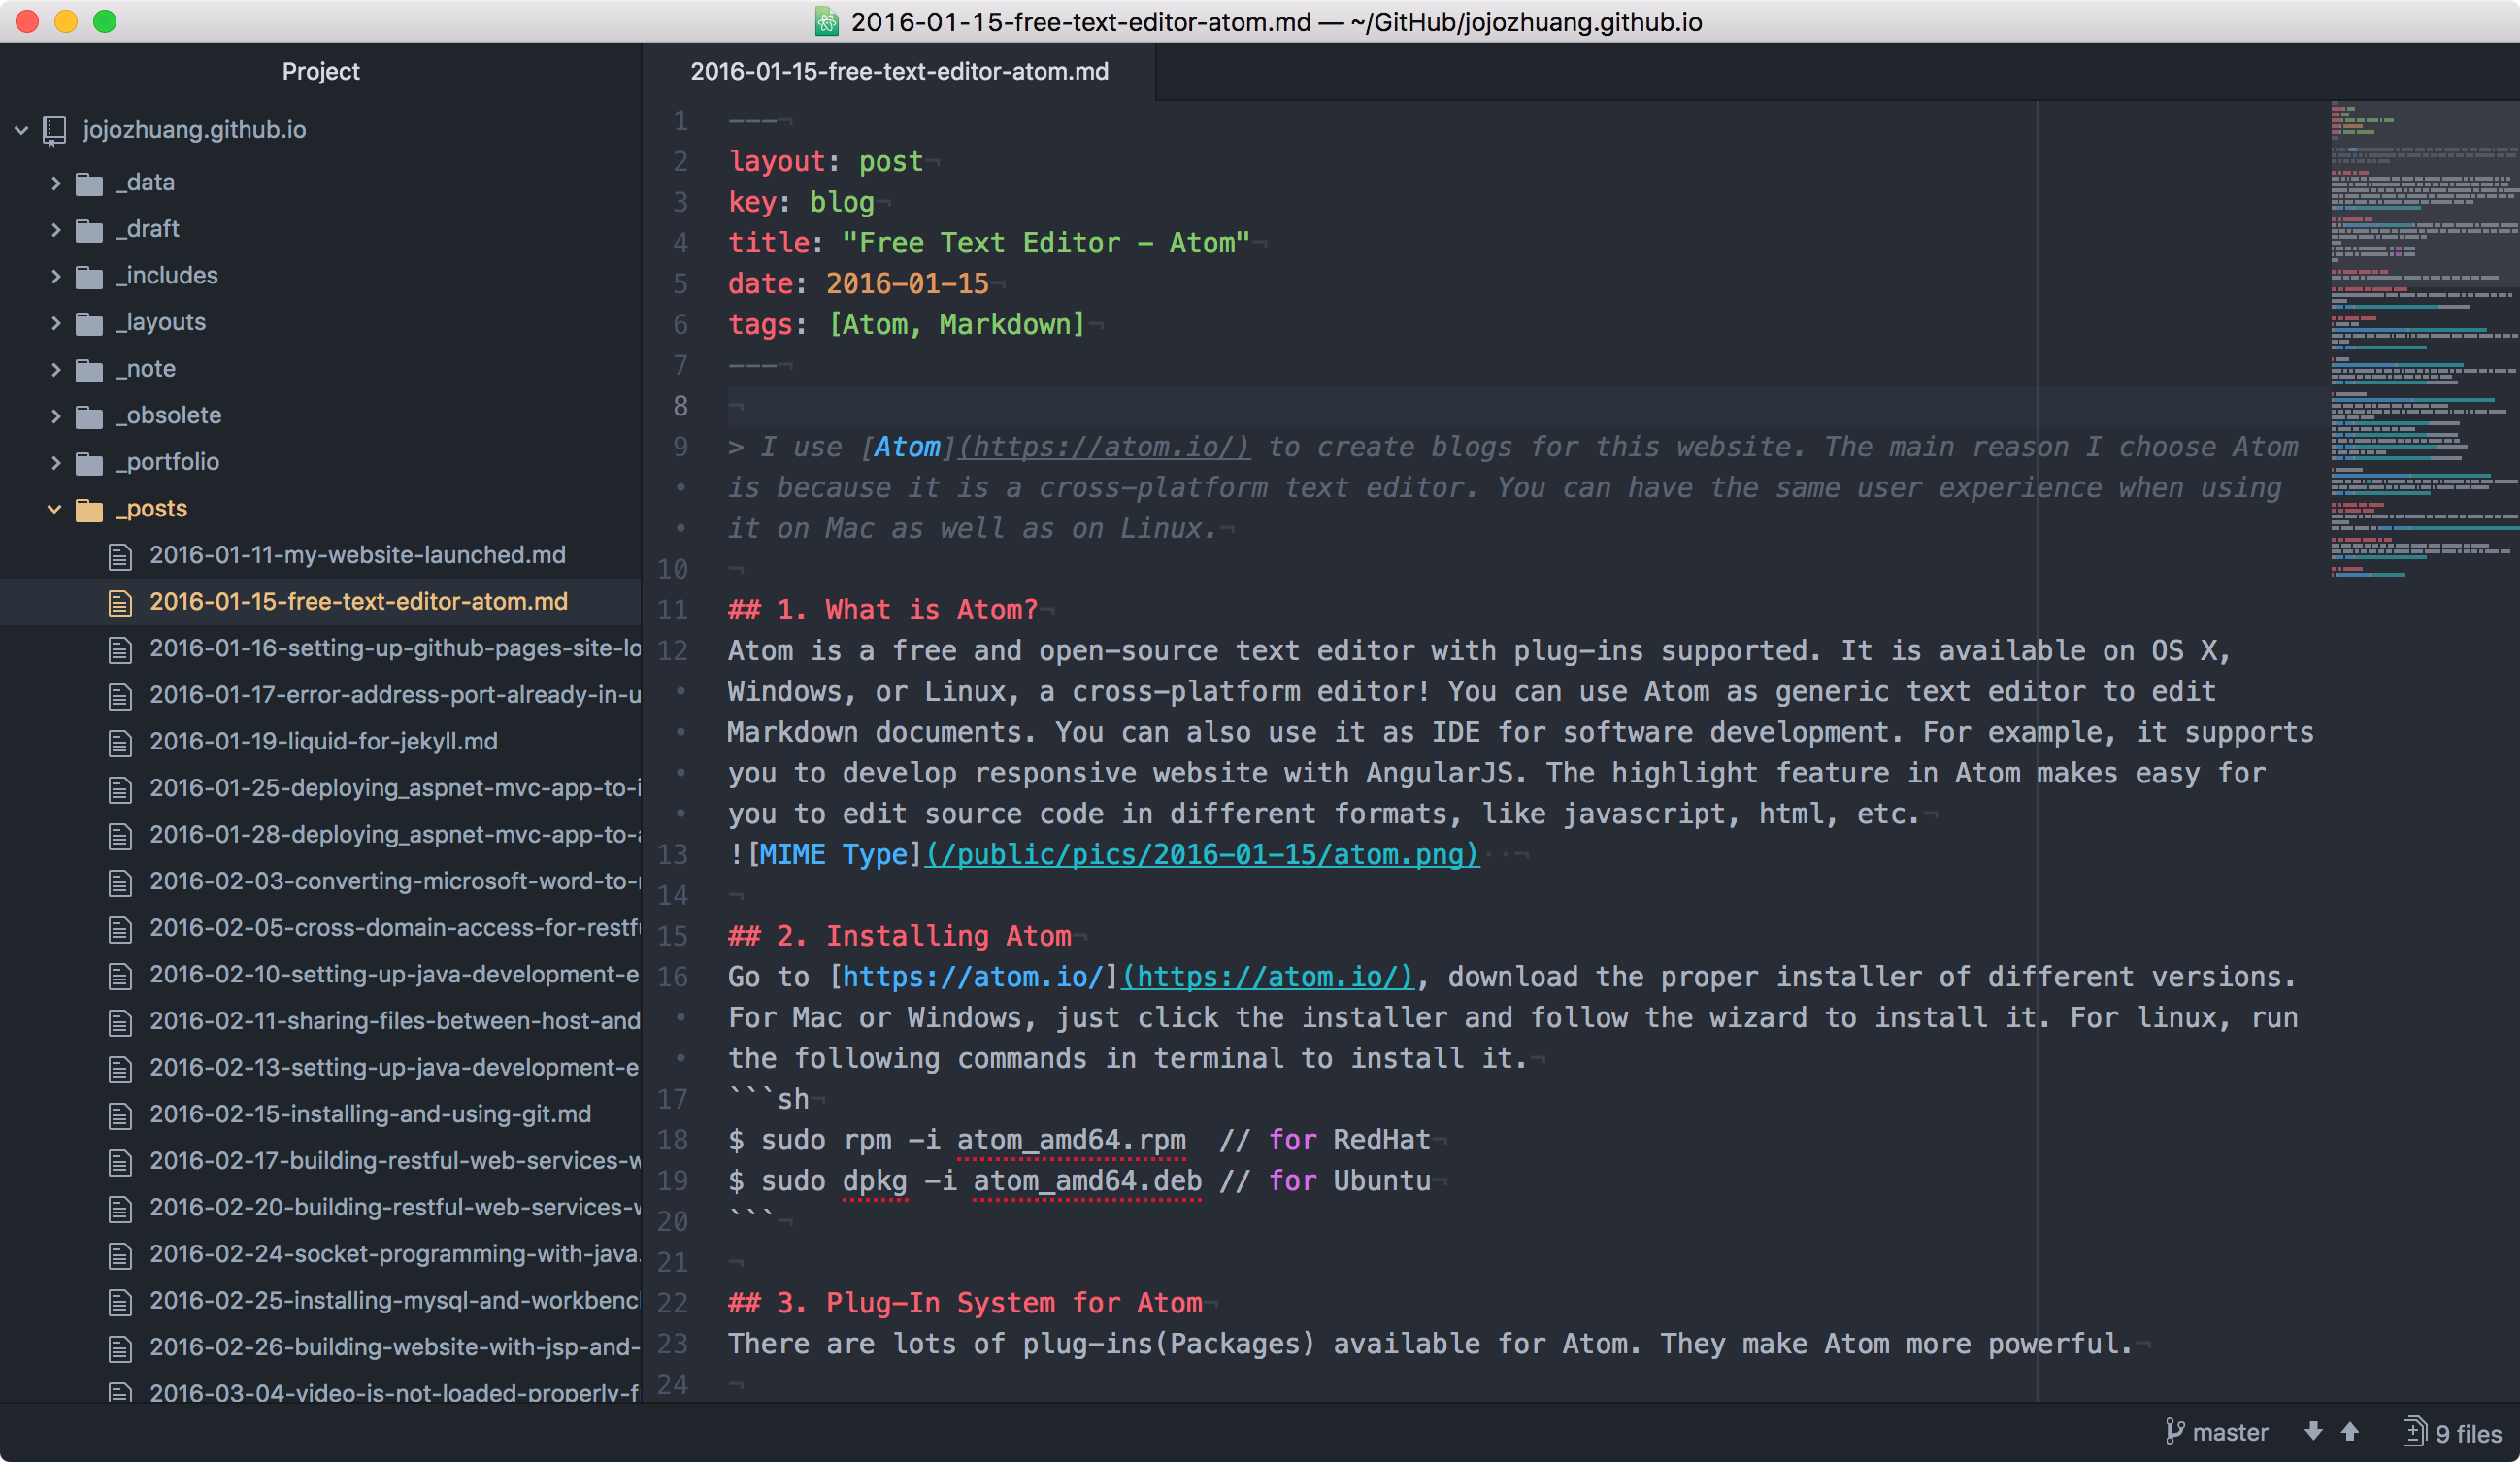 2016-01-15-free-text-editor-atom.md — ~/GitHub/jojozhuang.github.io
Project
jojozhuang.github.io
_data
_draft
_includes
_layouts
_note
_obsolete
_portfolio
_posts
2016-01-11-my-website-launched.md
2016-01-15-free-text-editor-atom.md
2016-01-16-setting-up-github-pages-site-lo
2016-01-17-error-address-port-already-in-u
2016-01-19-liquid-for-jekyll.md
2016-01-25-deploying_aspnet-mvc-app-to-i
2016-01-28-deploying_aspnet-mvc-app-to-a
2016-02-03-converting-microsoft-word-to-
2016-02-05-cross-domain-access-for-restfu
2016-02-10-setting-up-java-development-e
2016-02-11-sharing-files-between-host-and
2016-02-13-setting-up-java-development-e
2016-02-15-installing-and-using-git.md
2016-02-17-building-restful-web-services-w
2016-02-20-building-restful-web-services-w
2016-02-24-socket-programming-with-java.
2016-02-25-installing-mysql-and-workbenc
2016-02-26-building-website-with-jsp-and-
2016-03-04-video-is-not-loaded-properly-f
2016-01-15-free-text-editor-atom.md
1 ---¬
2 layout: post¬
3 key: blog¬
4 title: "Free Text Editor - Atom"¬
5 date: 2016-01-15¬
6 tags: [Atom, Markdown]¬
7 ---¬
8 ¬
9 > I use [Atom](https://atom.io/) to create blogs for this website. The main reason I choose Atom
• is because it is a cross-platform text editor. You can have the same user experience when using
• it on Mac as well as on Linux.¬
10 ¬
11 ## 1. What is Atom?¬
12 Atom is a free and open-source text editor with plug-ins supported. It is available on OS X,
• Windows, or Linux, a cross-platform editor! You can use Atom as generic text editor to edit
• Markdown documents. You can also use it as IDE for software development. For example, it supports
• you to develop responsive website with AngularJS. The highlight feature in Atom makes easy for
• you to edit source code in different formats, like javascript, html, etc.¬
13 ![MIME Type](/public/pics/2016-01-15/atom.png)··¬
14 ¬
15 ## 2. Installing Atom¬
16 Go to [https://atom.io/](https://atom.io/), download the proper installer of different versions.
• For Mac or Windows, just click the installer and follow the wizard to install it. For linux, run
• the following commands in terminal to install it.¬
17 ```sh¬
18 $ sudo rpm -i atom_amd64.rpm  // for RedHat¬
19 $ sudo dpkg -i atom_amd64.deb // for Ubuntu¬
20 ```¬
21 ¬
22 ## 3. Plug-In System for Atom¬
23 There are lots of plug-ins(Packages) available for Atom. They make Atom more powerful.¬
24 ¬
master 9 files